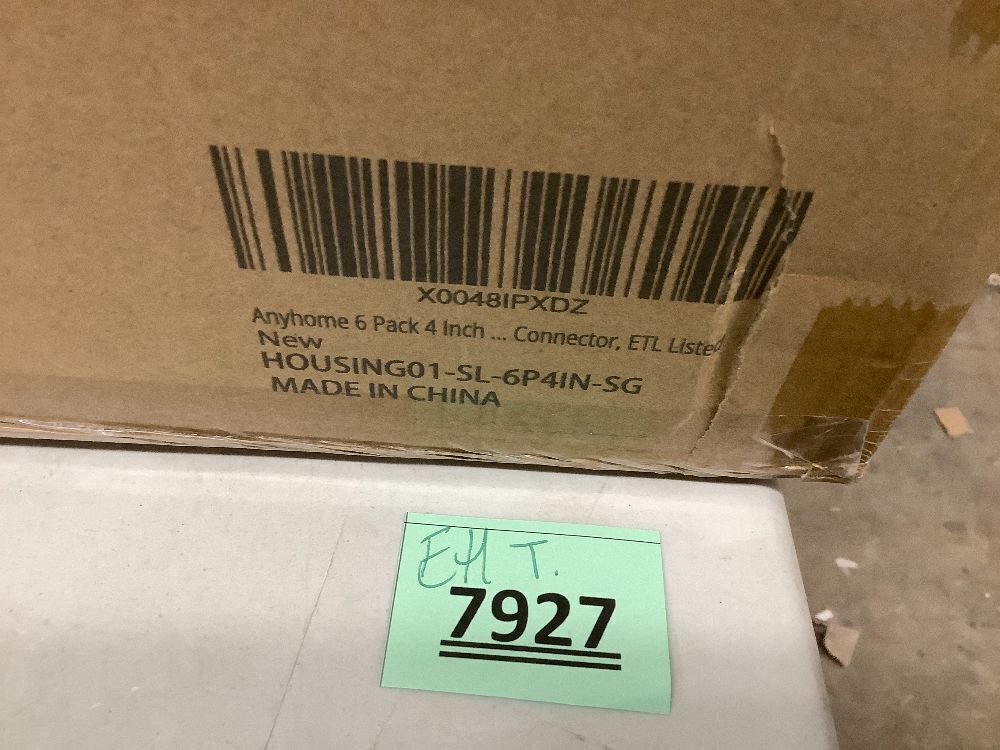 X0048IPXDZ
Anyhome 6 Pack 4 Inch ... Connector, ETL Listed
New
HOUSING01-SL-6P4IN-SG
MADE IN CHINA
T.
7927